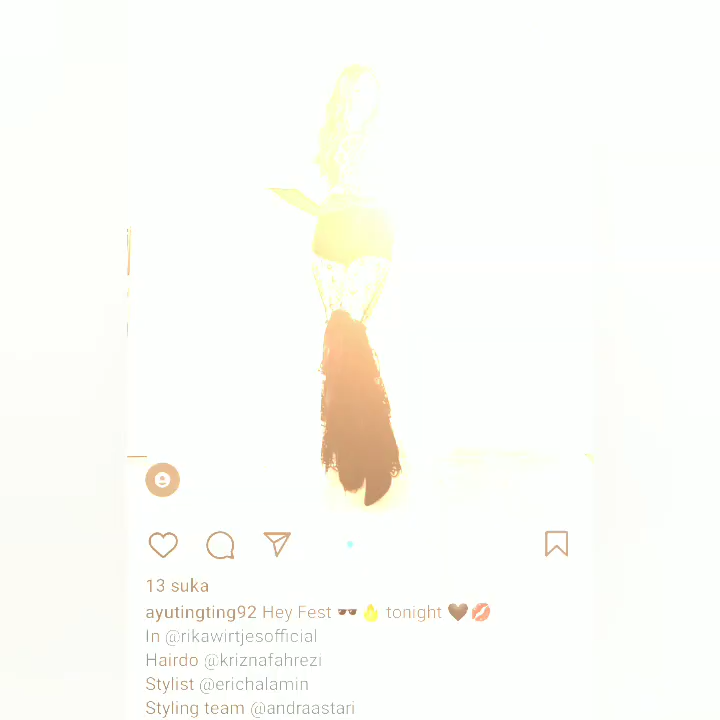 13 suka
ayutingting92 Hey Fest 🕶️🔥 tonight 🖤💋
In @rikawirtjesofficial
Hairdo @kriznafahrezi
Stylist @erichalamin
Styling team @andraastari